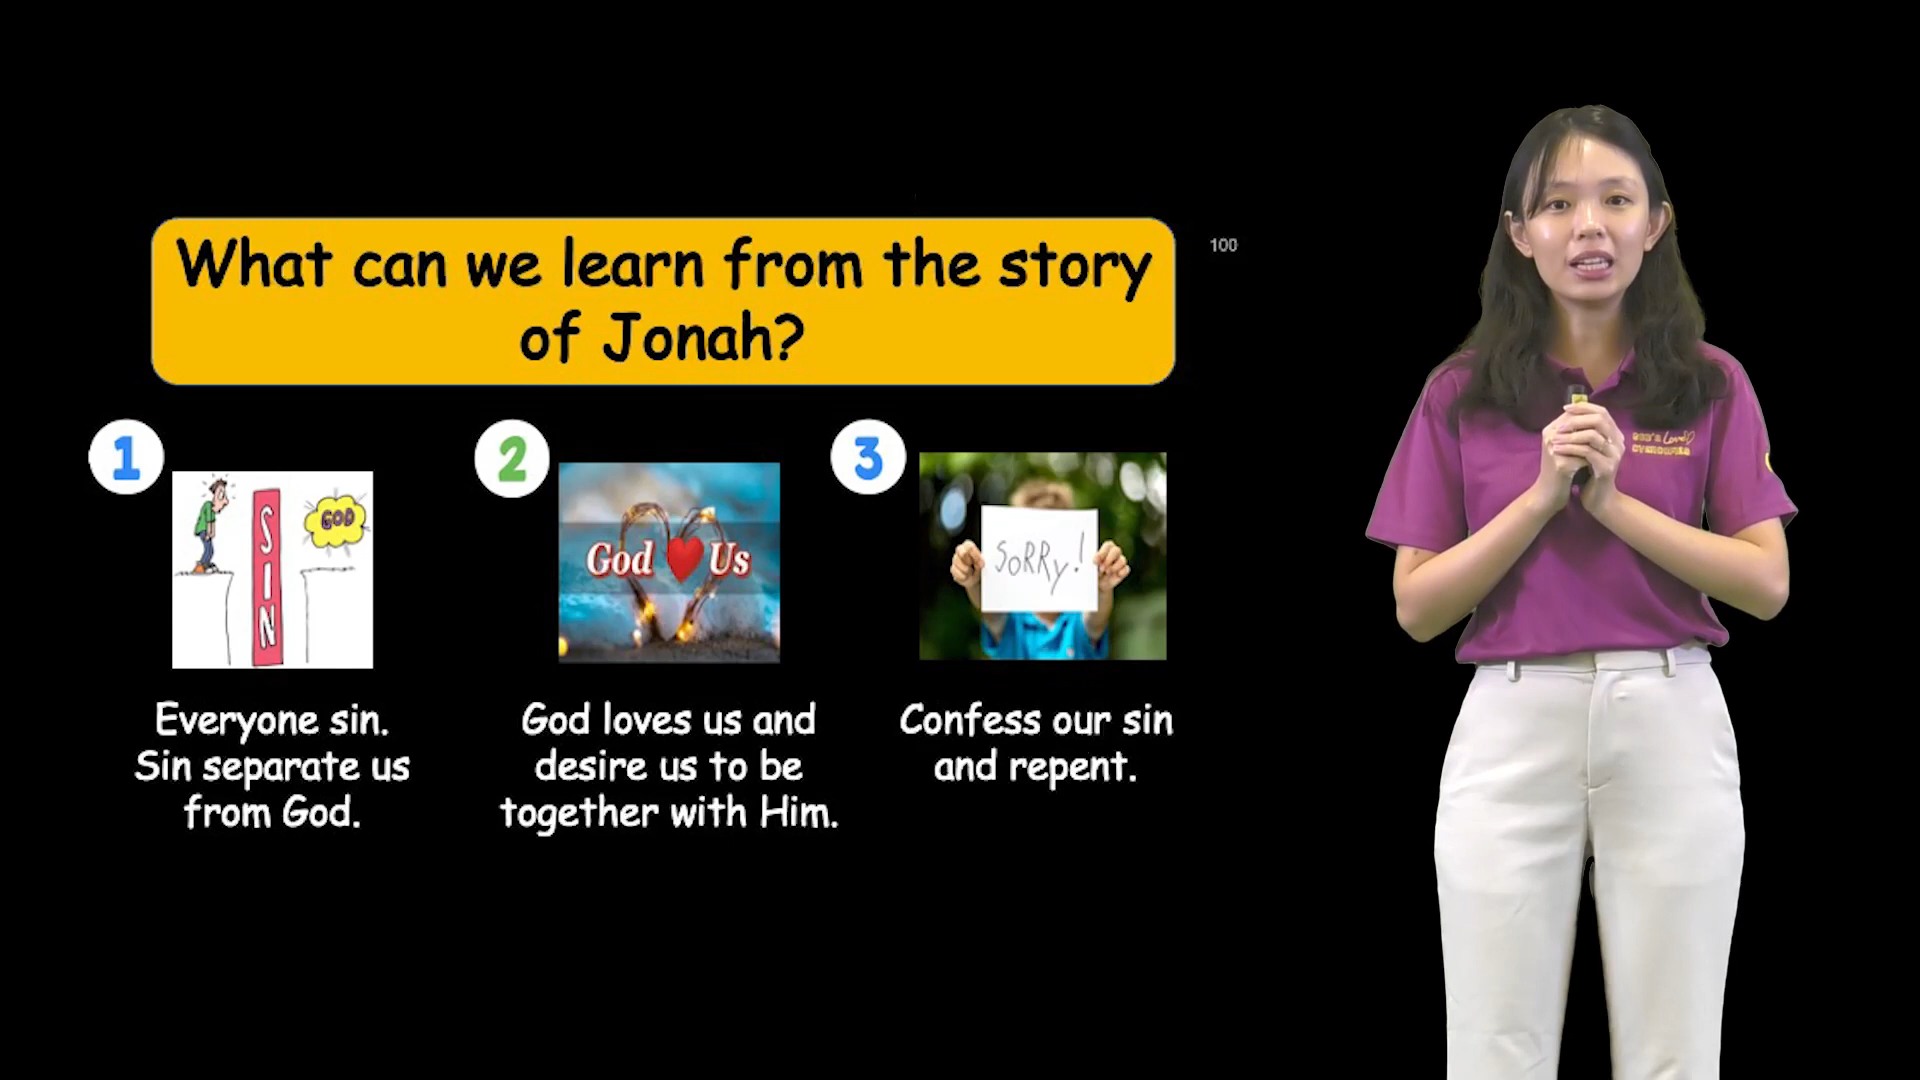 What can we learn from the story
of Jonah?
100
1
2
3
SIN
GOD
God Us
SORRY!
Everyone sin.
Sin separate us
from God.
God loves us and
desire us to be
together with Him.
Confess our sin
and repent.
GOD'S Love